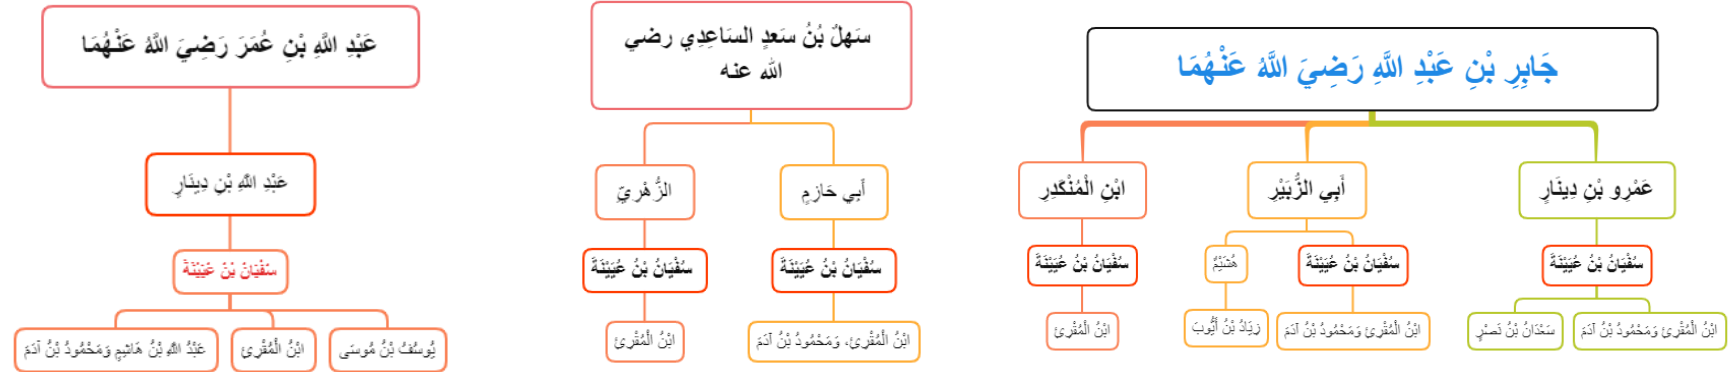 جَابِرِ بْنِ عَبْدِ اللَّهِ رَضِيَ اللَّهُ عَنْهُمَا
عَمْرِو بْنِ دِينَارٍ
أَبِي الزُّبَيْرِ
ابْنِ الْمُنْكَدِرِ
سُفْيَانُ بْنُ عُيَيْنَةَ
سُفْيَانُ بْنُ عُيَيْنَةَ
هُشَيْمٌ
سُفْيَانُ بْنُ عُيَيْنَةَ
ابْنُ الْمُقْرِئِ وَمَحْمُودُ بْنُ آدَمَ
سَعْدَانُ بْنُ نَصْرٍ
ابْنُ الْمُقْرِئِ وَمَحْمُودُ بْنُ آدَمَ
زِيَادُ بْنُ أَيُّوبَ
ابْنُ الْمُقْرِئِ
سَهلُ بُنُ سَعدٍ السَاعِدِي رضي
الله عنه
أَبِي حَازِمٍ
الزُّهْرِيِّ
سُفْيَانُ بْنُ عُيَيْنَةَ
سُفْيَانُ بْنُ عُيَيْنَةَ
ابْنُ الْمُقْرِئِ، وَمَحْمُودُ بْنُ آدَمَ
ابْنُ الْمُقْرِئِ
عَبْدِ اللَّهِ بْنِ عُمَرَ رَضِيَ اللَّهُ عَنْهُمَا
عَبْدِ اللَّهِ بْنِ دِينَارٍ
سُفْيَانُ بْنُ عُيَيْنَةَ
يُوسُفُ بْنُ مُوسَى
ابْنُ الْمُقْرِئِ
عَبْدُ اللَّهِ بْنُ هَاشِمٍ وَمَحْمُودُ بْنُ آدَمَ